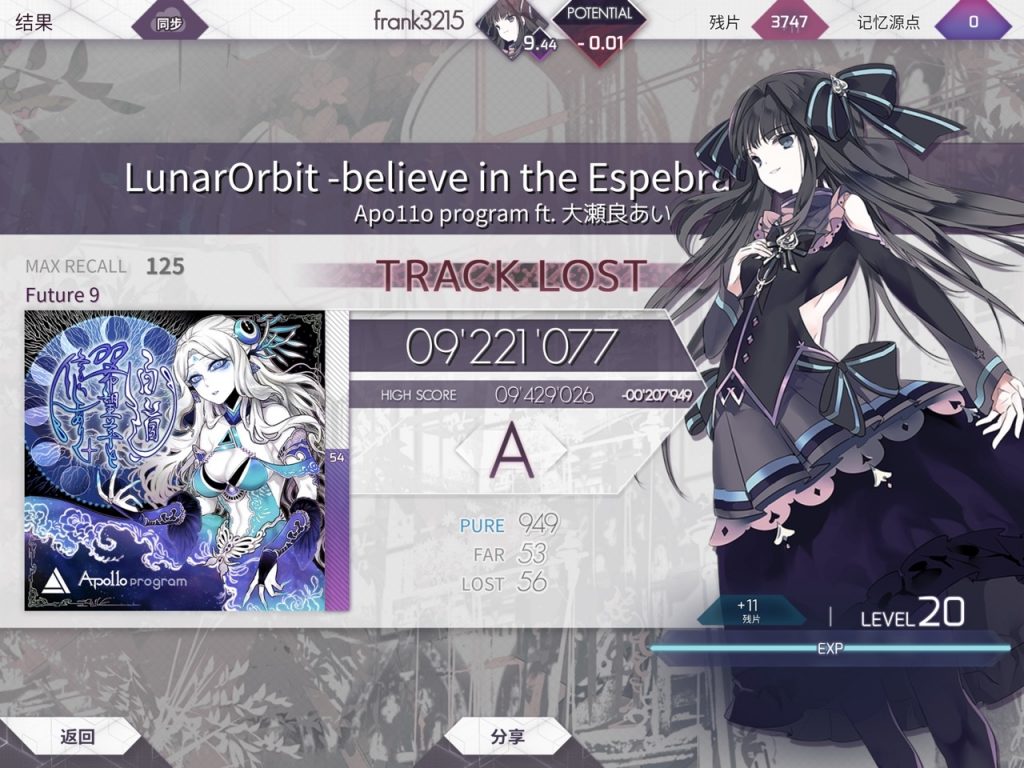 结果
同步
frank3215
9.44
POTENTIAL
- 0.01
残片
3747
记忆源点
0
LunarOrbit -believe in the Espebra
Apo11o program ft. 大瀬良あい
MAX RECALL 125
TRACK LOST
Future 9
09'221'077
HIGH SCORE 09'429'026 -00'207'949
A
54
PURE 949
FAR 53
LOST 56
Apo11o program
+11
残片
LEVEL 20
EXP
返回
分享